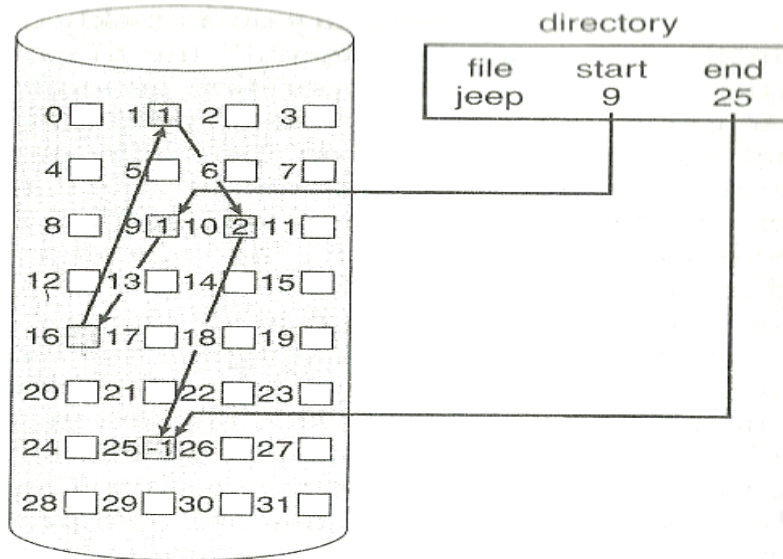 directory
file start end
jeep 9 25
0 1 1 2 3
4 5 6 7
8 9 1 10 2 11
12 13 14 15
16 17 18 19
20 21 22 23
24 25 -1 26 27
28 29 30 31